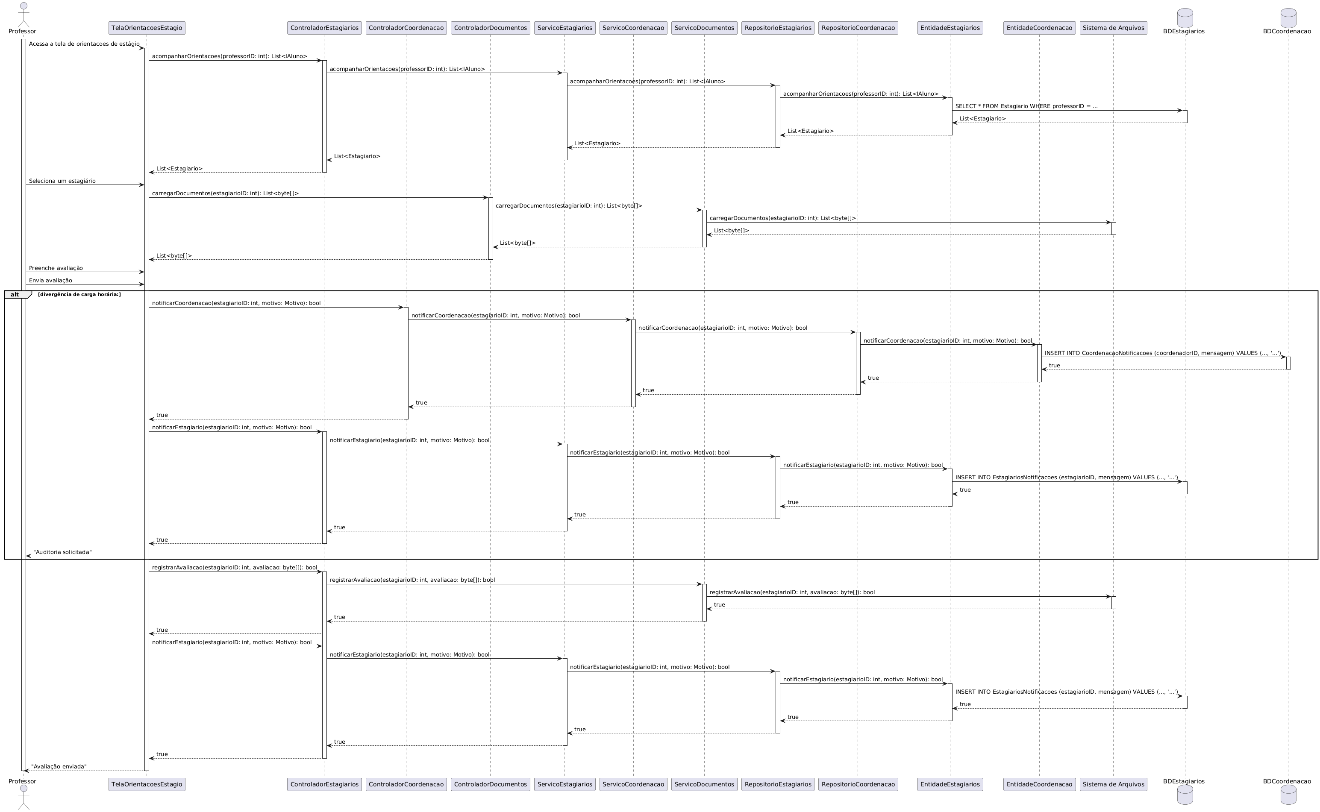 Professor
TelaOrientacoesEstagio
ControladorEstagiarios
ControladorCoordenacao
ControladorDocumentos
ServicoEstagiarios
ServicoCoordenacao
ServicoDocumentos
RepositorioEstagiarios
RepositorioCoordenacao
EntidadeEstagiarios
EntidadeCoordenacao
Sistema de Arquivos
BDEstagiarios
BDCoordenacao
Acessa a tela de orientacoes de estágio
acompanharOrientacoes(professorID: int): List<IAluno>
acompanharOrientacoes(professorID: int): List<IAluno>
acompanharOrientacoes(professorID: int): List<IAluno>
acompanharOrientacoes(professorID: int): List<IAluno>
SELECT * FROM Estagiario WHERE professorID = ...
List<Estagiario>
List<Estagiario>
List<Estagiario>
List<Estagiario>
List<Estagiario>
Seleciona um estagiário
carregarDocumentos(estagiarioID: int): List<byte[]>
carregarDocumentos(estagiarioID: int): List<byte[]>
carregarDocumentos(estagiarioID: int): List<byte[]>
List<byte[]>
List<byte[]>
List<byte[]>
Preenche avaliação
Envia avaliação
alt [divergência de carga horária:]
notificarCoordenacao(estagiarioID: int, motivo: Motivo): bool
notificarCoordenacao(estagiarioID: int, motivo: Motivo): bool
notificarCoordenacao(estagiarioID: int, motivo: Motivo): bool
notificarCoordenacao(estagiarioID: int, motivo: Motivo): bool
INSERT INTO CoordenacaoNotificacoes (coordenadorID, mensagem) VALUES (..., '...')
true
true
true
true
true
notificarEstagiario(estagiarioID: int, motivo: Motivo): bool
notificarEstagiario(estagiarioID: int, motivo: Motivo): bool
notificarEstagiario(estagiarioID: int, motivo: Motivo): bool
notificarEstagiario(estagiarioID: int, motivo: Motivo): bool
INSERT INTO EstagiariosNotificacoes (estagiarioID, mensagem) VALUES (..., '...')
true
true
true
true
true
"Auditoria solicitada"
registrarAvaliacao(estagiarioID: int, avaliacao: byte[]): bool
registrarAvaliacao(estagiarioID: int, avaliacao: byte[]): bool
registrarAvaliacao(estagiarioID: int, avaliacao: byte[]): bool
true
true
true
notificarEstagiario(estagiarioID: int, motivo: Motivo): bool
notificarEstagiario(estagiarioID: int, motivo: Motivo): bool
notificarEstagiario(estagiarioID: int, motivo: Motivo): bool
notificarEstagiario(estagiarioID: int, motivo: Motivo): bool
INSERT INTO EstagiariosNotificacoes (estagiarioID, mensagem) VALUES (..., '...')
true
true
true
true
true
"Avaliação enviada"
Professor
TelaOrientacoesEstagio
ControladorEstagiarios
ControladorCoordenacao
ControladorDocumentos
ServicoEstagiarios
ServicoCoordenacao
ServicoDocumentos
RepositorioEstagiarios
RepositorioCoordenacao
EntidadeEstagiarios
EntidadeCoordenacao
Sistema de Arquivos
BDEstagiarios
BDCoordenacao